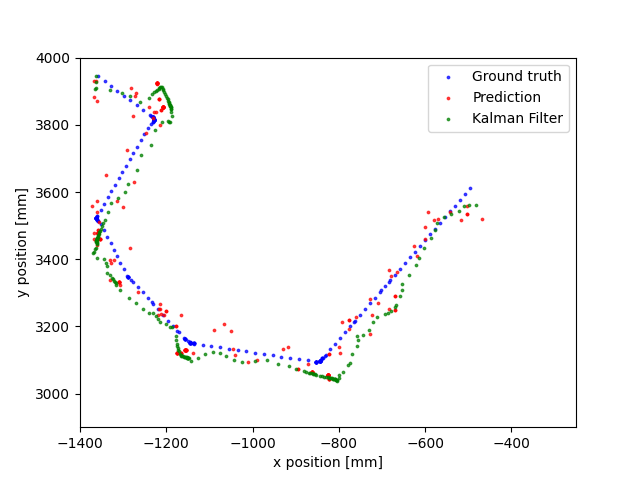 4000
3800
3600
3400
3200
3000
y position [mm]
−1400 −1200 −1000 −800 −600 −400
x position [mm]
Ground truth
Prediction
Kalman Filter